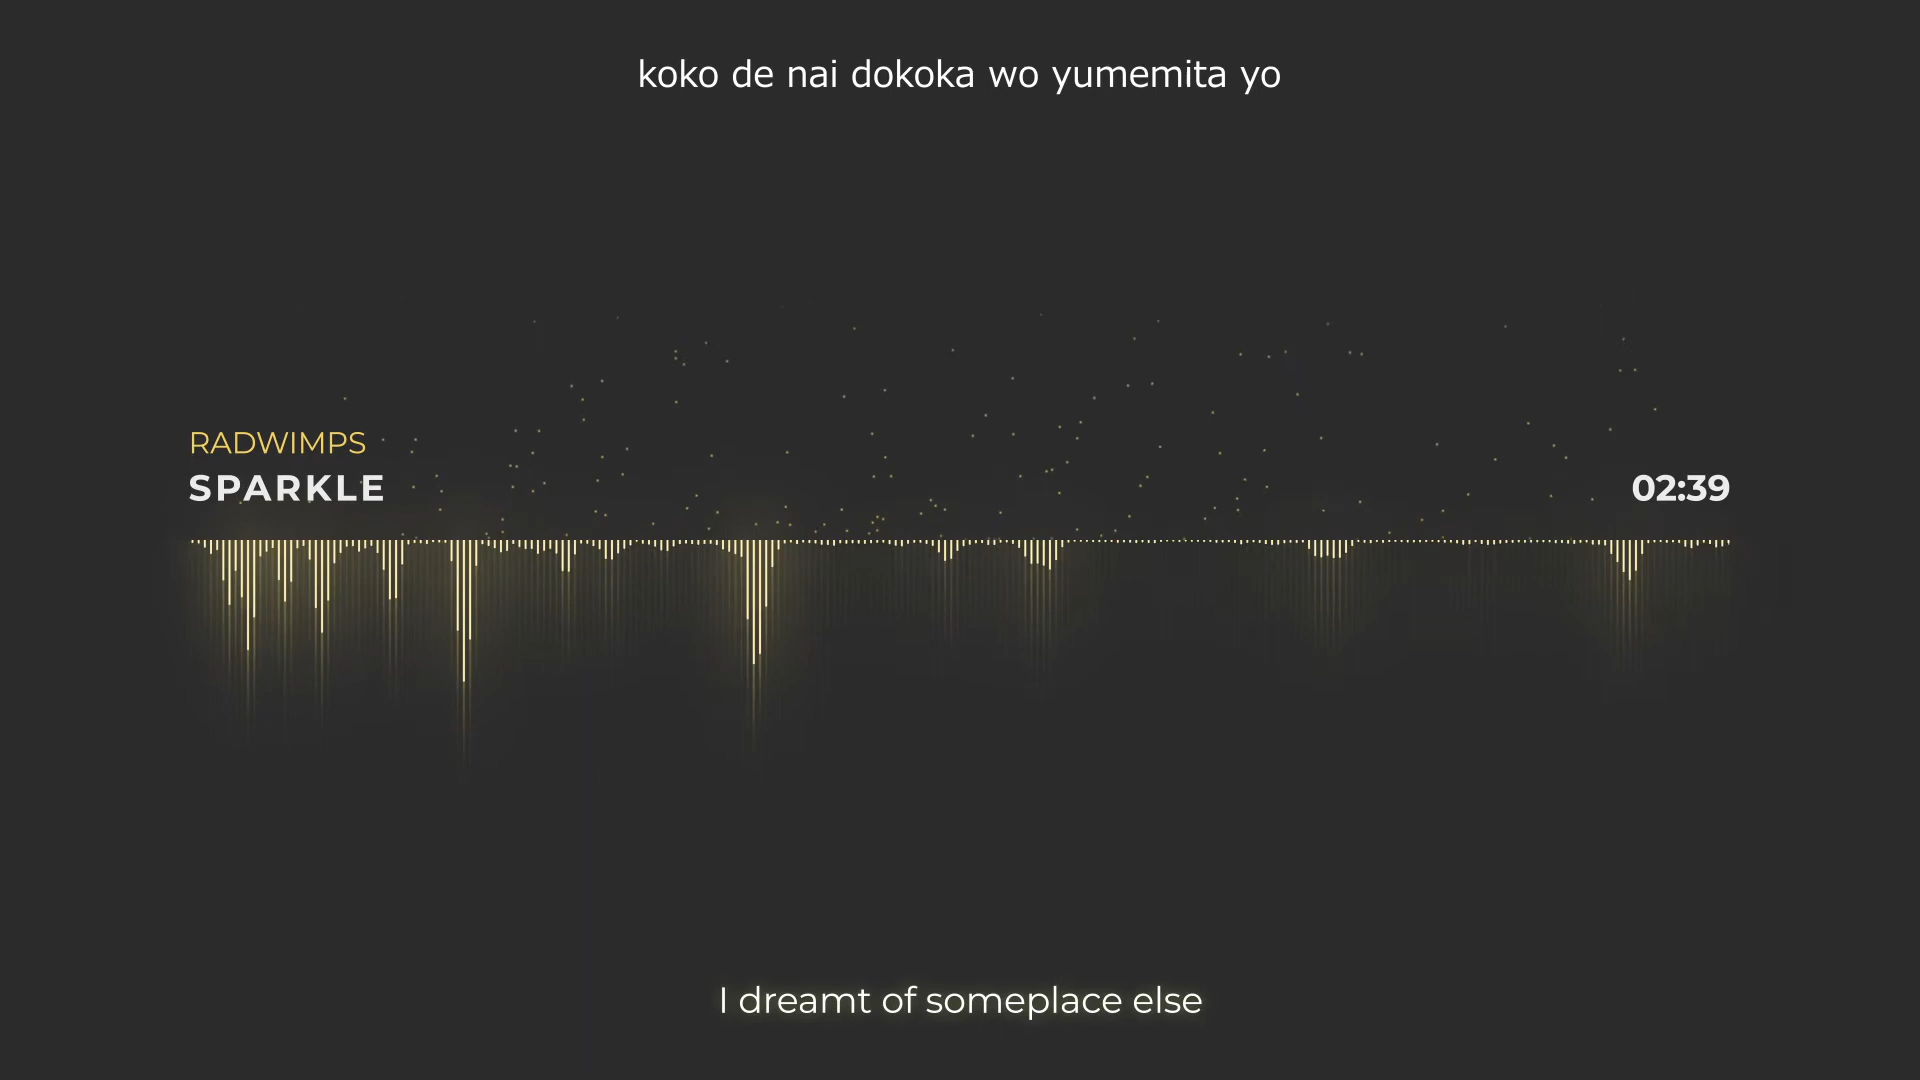 koko de nai dokoka wo yumemita yo
RADWIMPS
SPARKLE
02:39
I dreamt of someplace else